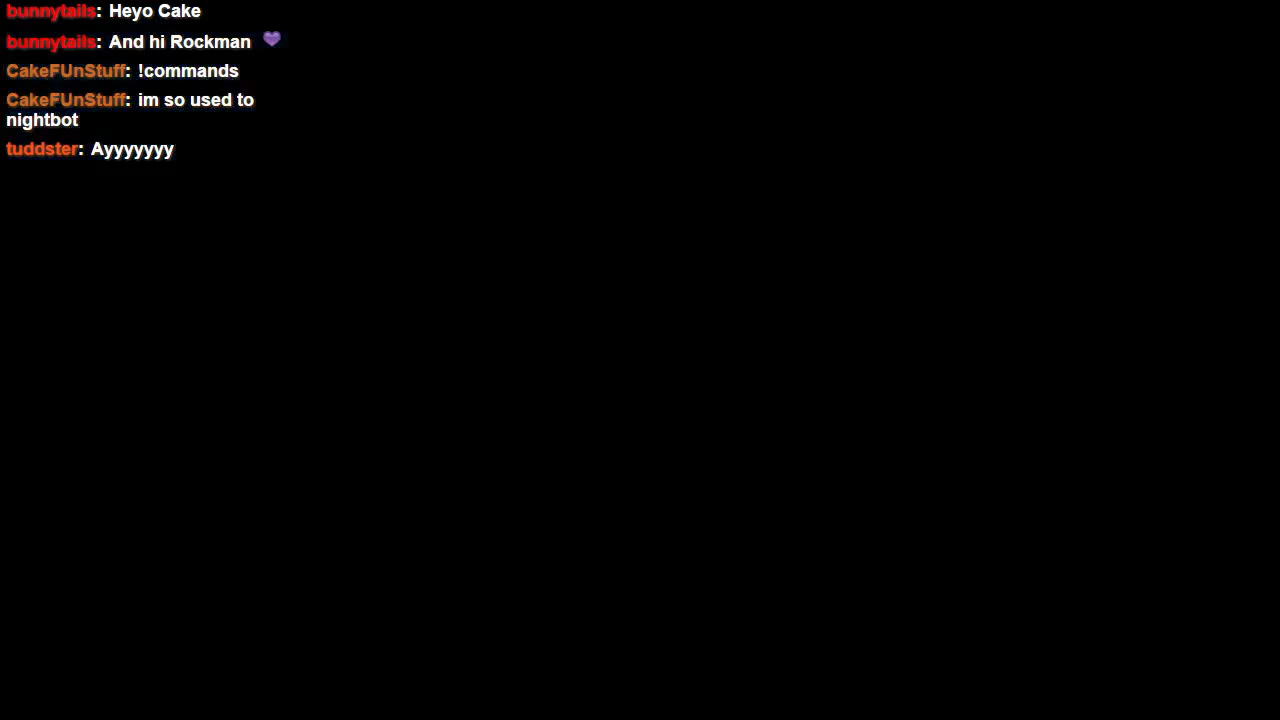 bunnytails: Heyo Cake
bunnytails: And hi Rockman 💜
CakeFUnStuff: !commands
CakeFUnStuff: im so used to
nightbot
tuddster: Ayyyyyyy